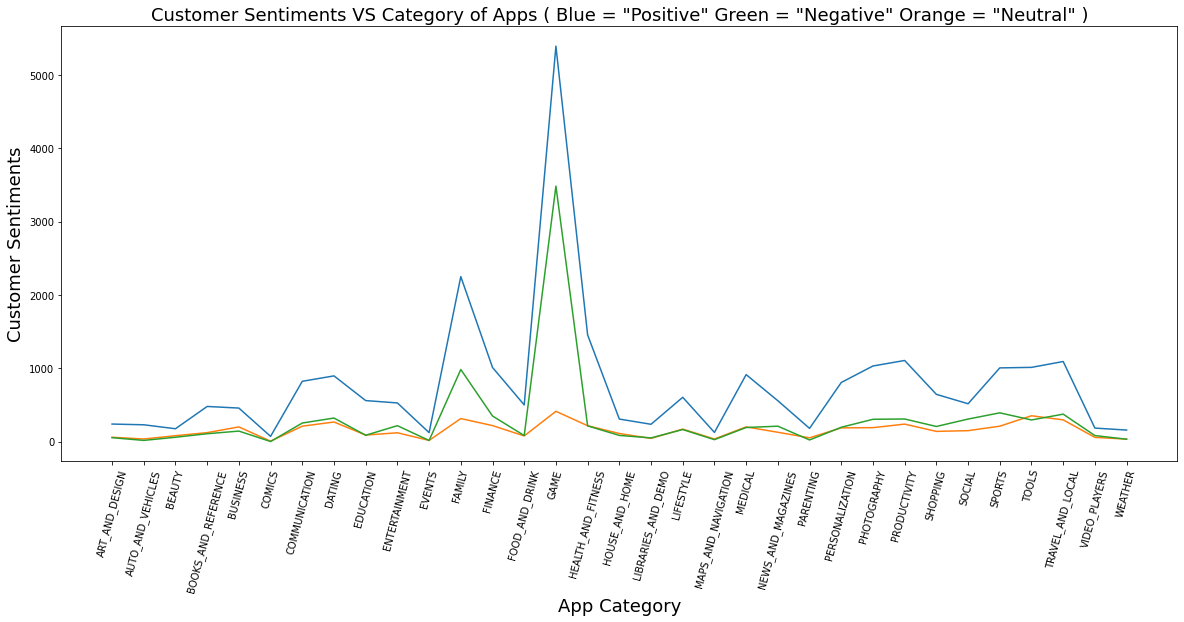 Customer Sentiments VS Category of Apps ( Blue = "Positive" Green = "Negative" Orange = "Neutral" )
Customer Sentiments
5000
4000
3000
2000
1000
0
ART_AND_DESIGN
AUTO_AND_VEHICLES
BEAUTY
BOOKS_AND_REFERENCE
BUSINESS
COMICS
COMMUNICATION
DATING
EDUCATION
ENTERTAINMENT
EVENTS
FAMILY
FINANCE
FOOD_AND_DRINK
GAME
HEALTH_AND_FITNESS
HOUSE_AND_HOME
LIBRARIES_AND_DEMO
LIFESTYLE
MAPS_AND_NAVIGATION
MEDICAL
NEWS_AND_MAGAZINES
PARENTING
PERSONALIZATION
PHOTOGRAPHY
PRODUCTIVITY
SHOPPING
SOCIAL
SPORTS
TOOLS
TRAVEL_AND_LOCAL
VIDEO_PLAYERS
WEATHER
App Category